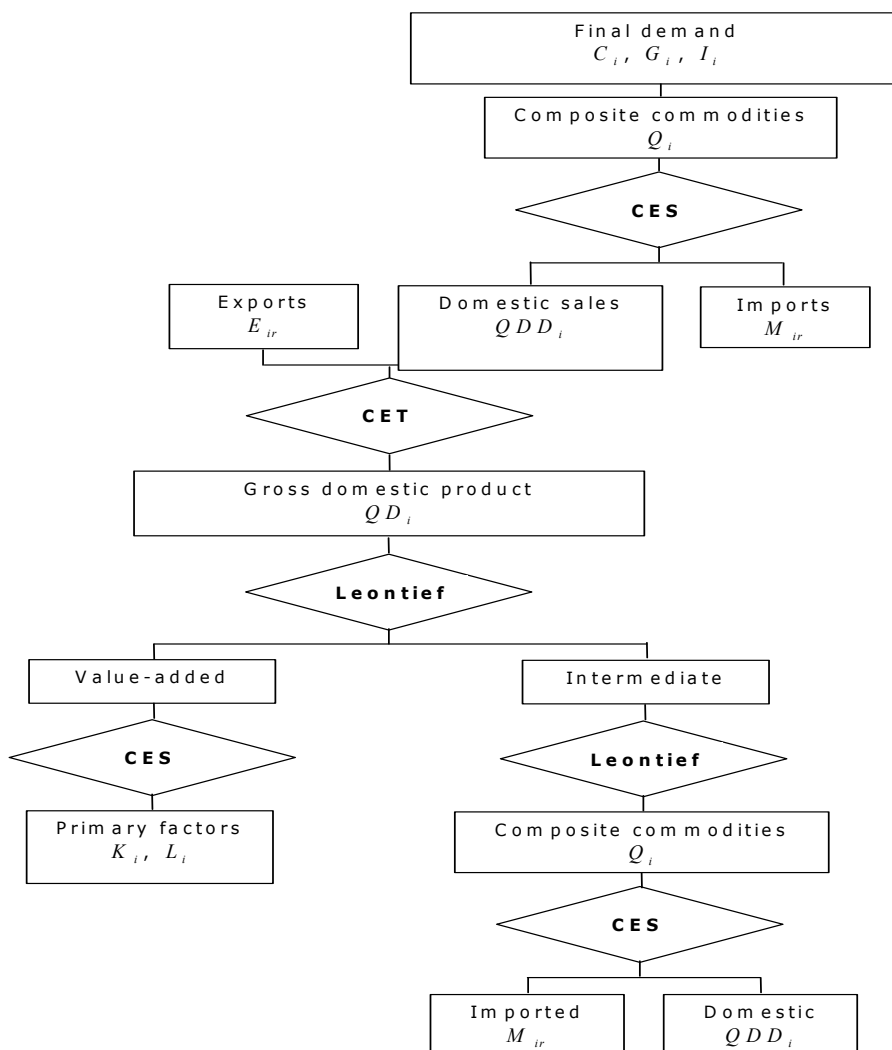 Final demand
C i , G i , I i
Composite commodities
Q i
CES
Exports
E ir
Domestic sales
QDD i
Imports
M ir
CET
Gross domestic product
QD i
Leontief
Value-added
Intermediate
CES
Leontief
Primary factors
K i , L i
Composite commodities
Q i
CES
Imported
M ir
Domestic
QDD i